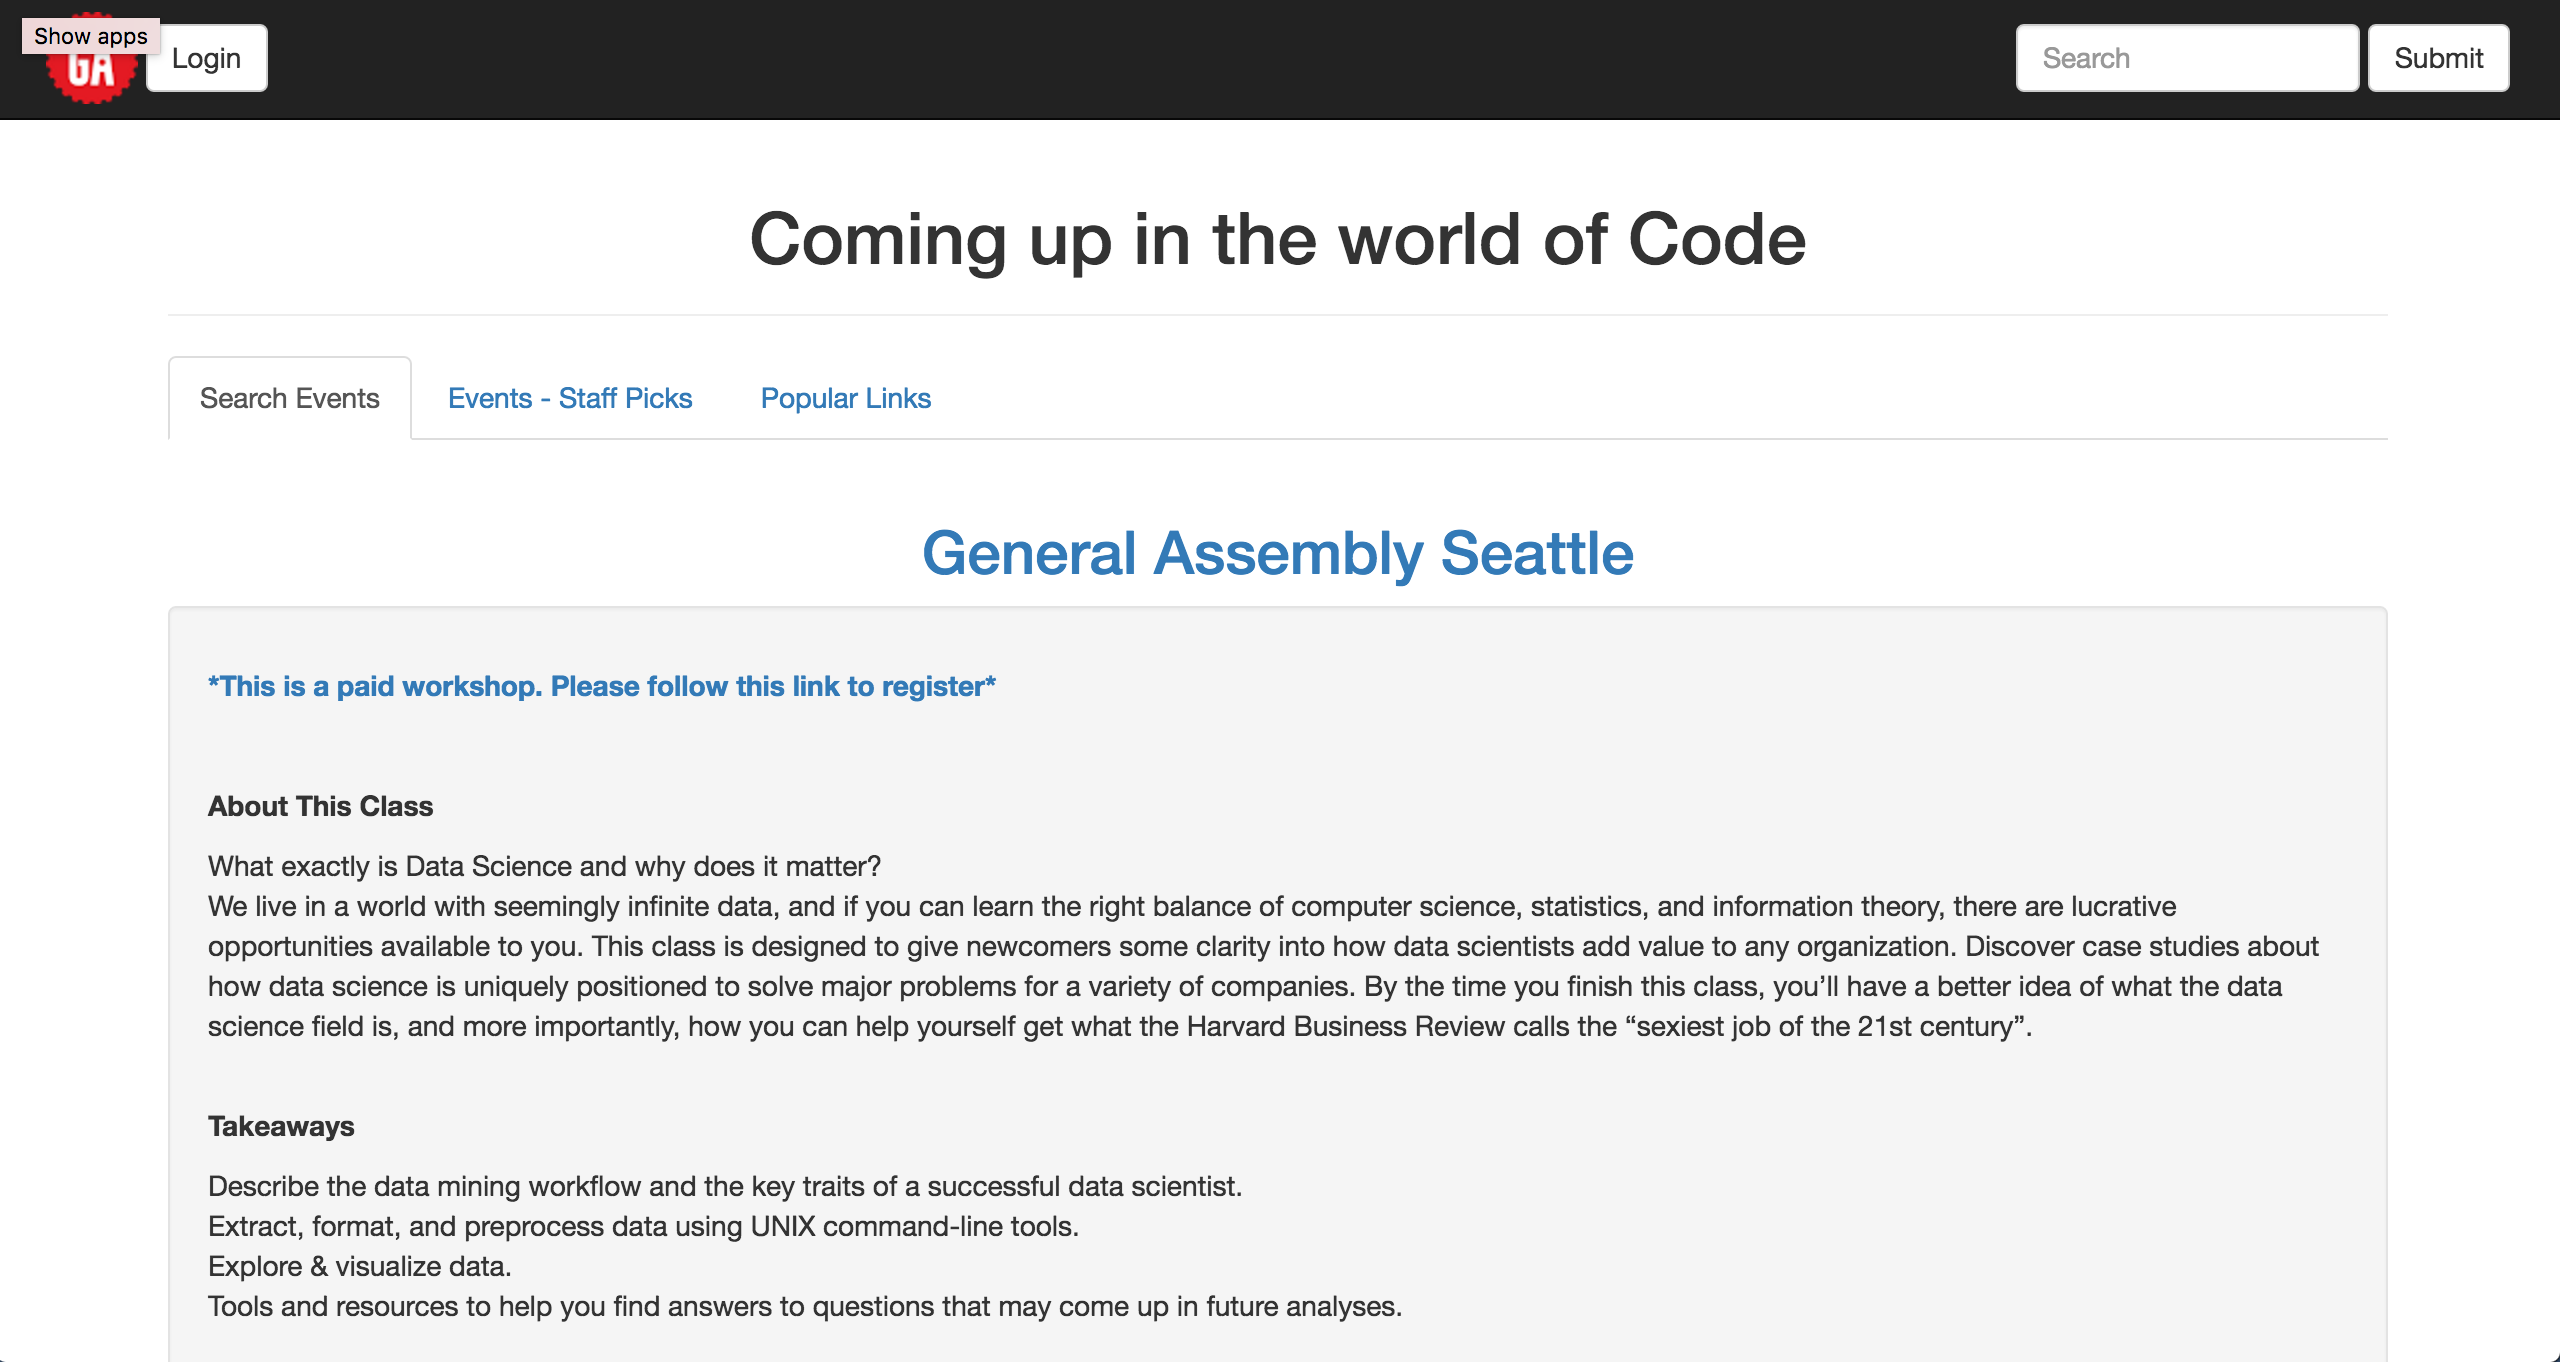 Show apps
GA
Login
Search
Submit
Coming up in the world of Code
Search Events
Events - Staff Picks
Popular Links
General Assembly Seattle
*This is a paid workshop. Please follow this link to register*
About This Class
What exactly is Data Science and why does it matter?
We live in a world with seemingly infinite data, and if you can learn the right balance of computer science, statistics, and information theory, there are lucrative
opportunities available to you. This class is designed to give newcomers some clarity into how data scientists add value to any organization. Discover case studies about
how data science is uniquely positioned to solve major problems for a variety of companies. By the time you finish this class, you’ll have a better idea of what the data
science field is, and more importantly, how you can help yourself get what the Harvard Business Review calls the “sexiest job of the 21st century”.
Takeaways
Describe the data mining workflow and the key traits of a successful data scientist.
Extract, format, and preprocess data using UNIX command-line tools.
Explore & visualize data.
Tools and resources to help you find answers to questions that may come up in future analyses.